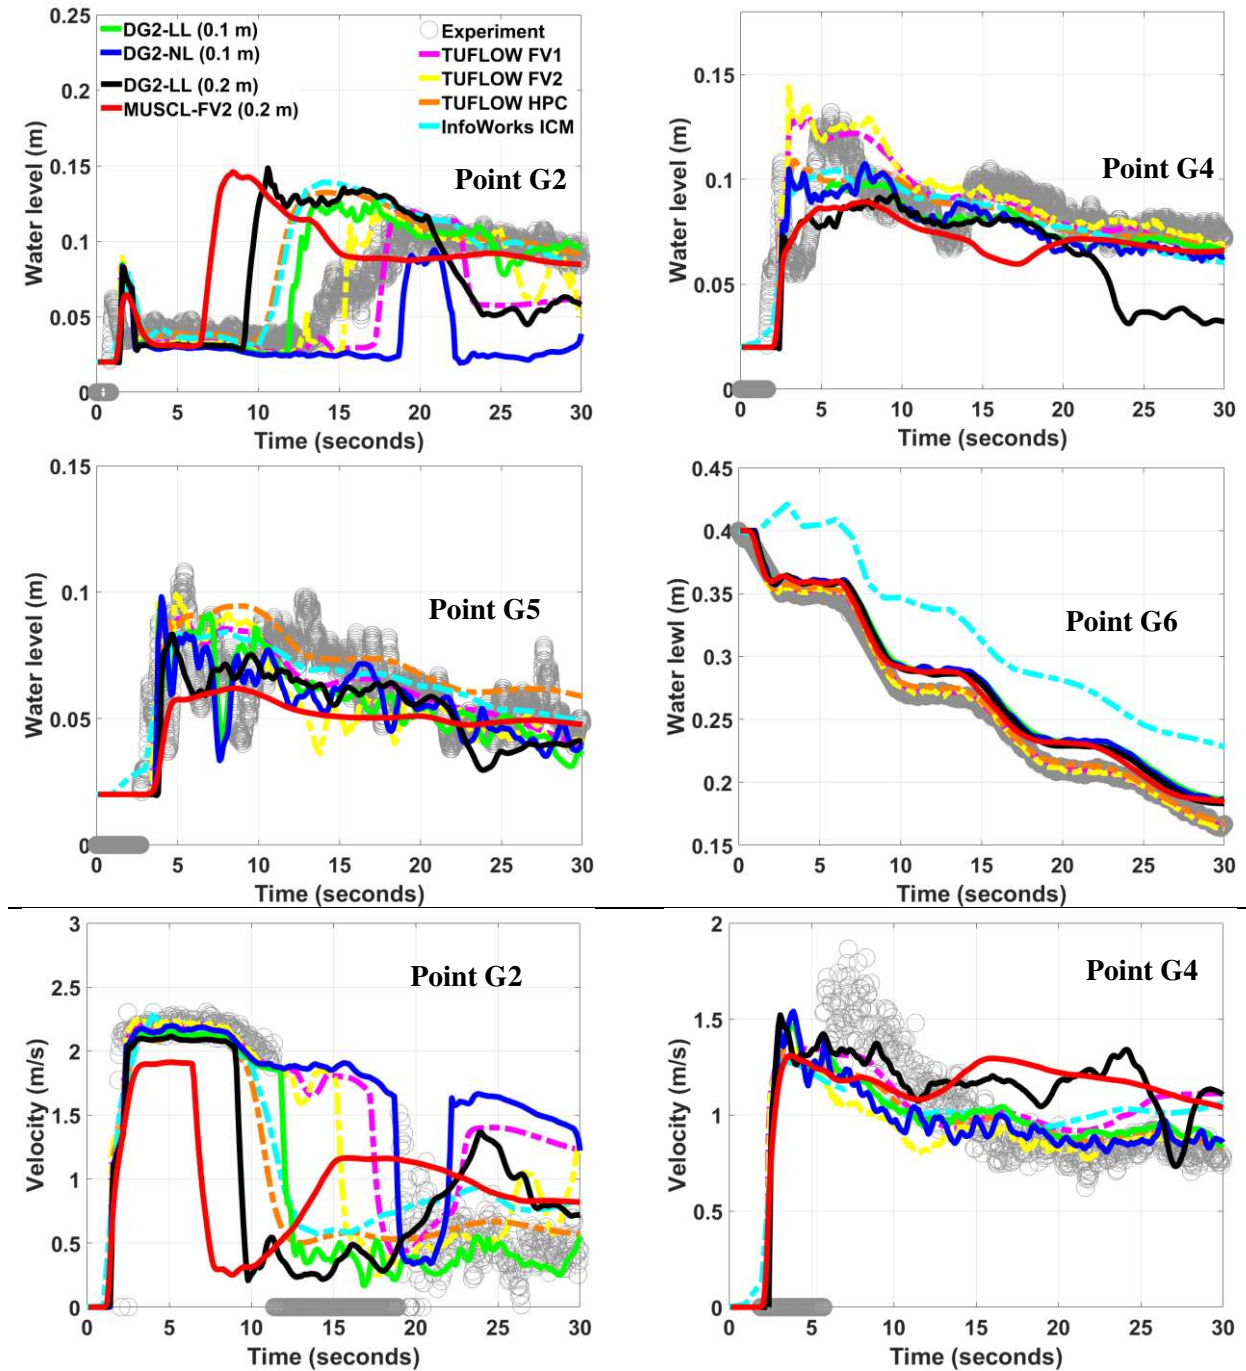 0.25
0.2
0.15
0.1
0.05
0
Water level (m)
DG2-LL (0.1 m)
DG2-NL (0.1 m)
DG2-LL (0.2 m)
MUSCL-FV2 (0.2 m)
Experiment
TUFLOW FV1
TUFLOW FV2
TUFLOW HPC
InfoWorks ICM
Point G2
0 5 10 15 20 25 30
Time (seconds)
0.15
0.1
0.05
0
Water level (m)
Point G4
0 5 10 15 20 25 30
Time (seconds)
0.15
0.1
0.05
0
Water level (m)
Point G5
0 5 10 15 20 25 30
Time (seconds)
0.45
0.4
0.35
0.3
0.25
0.2
0.15
Water lewl (m)
Point G6
0 5 10 15 20 25 30
Time (seconds)
3
2.5
2
1.5
1
0.5
0
Velocity (m/s)
Point G2
0 5 10 15 20 25 30
Time (seconds)
2
1.5
1
0.5
0
Velocity (m/s)
Point G4
0 5 10 15 20 25 30
Time (seconds)